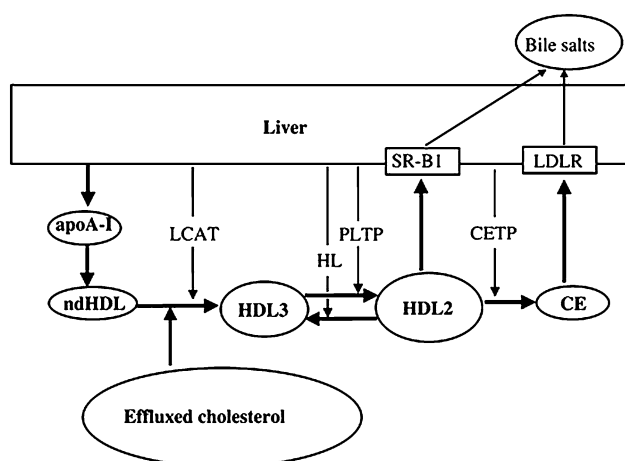 Bile salts
Liver
SR-B1
LDLR
apoA-I
LCAT
PLTP
CETP
HL
ndHDL
HDL3
HDL2
CE
Effluxed cholesterol